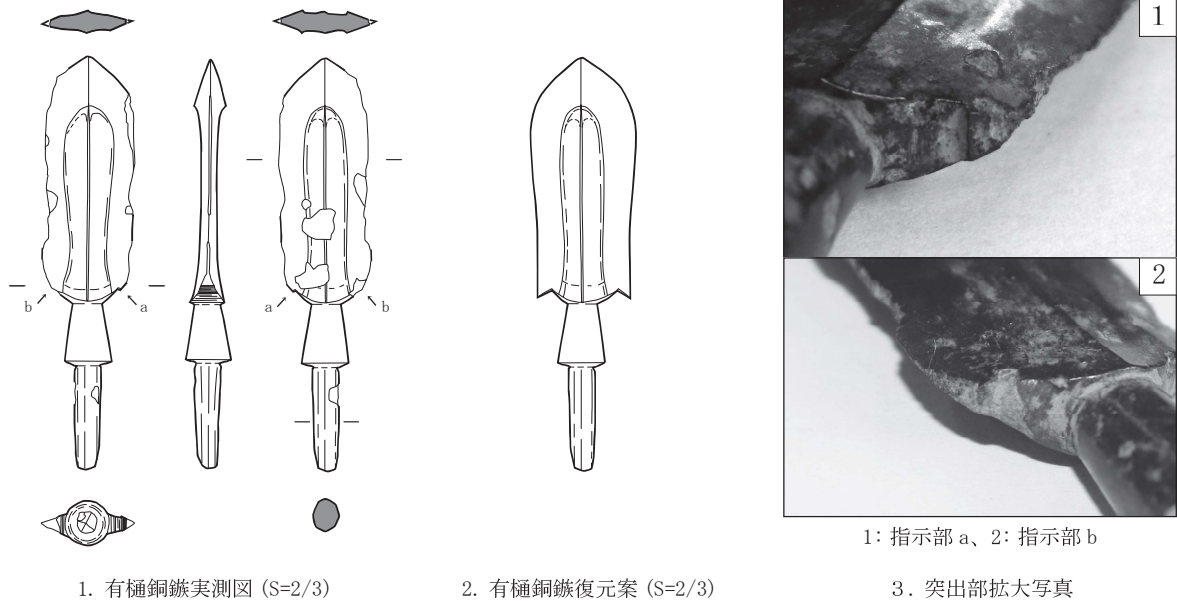 1
2
b
a
a
b
1: 指示部 a、2: 指示部 b
1. 有樋銅鏃実測図 (S=2/3)
2. 有樋銅鏃復元案 (S=2/3)
3. 突出部拡大写真